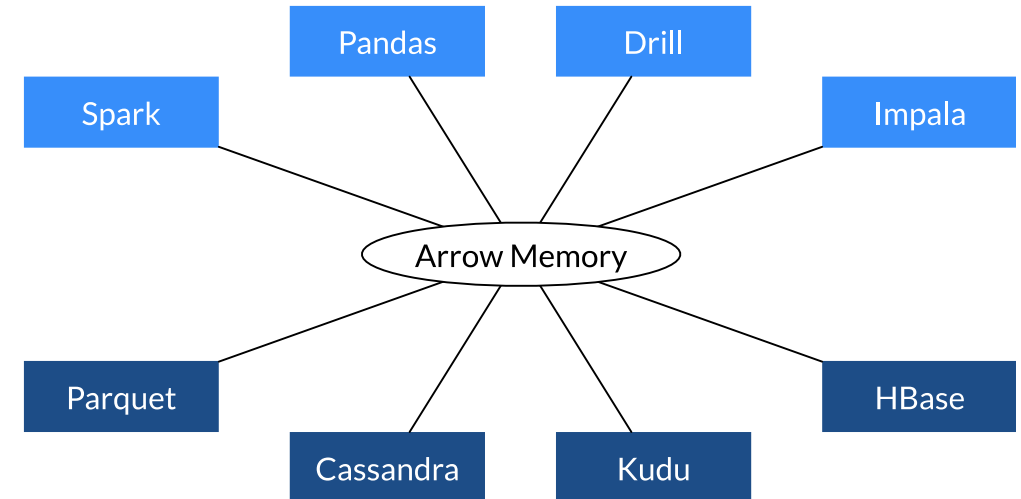 Pandas
Drill
Spark
Impala
Arrow Memory
Parquet
HBase
Cassandra
Kudu